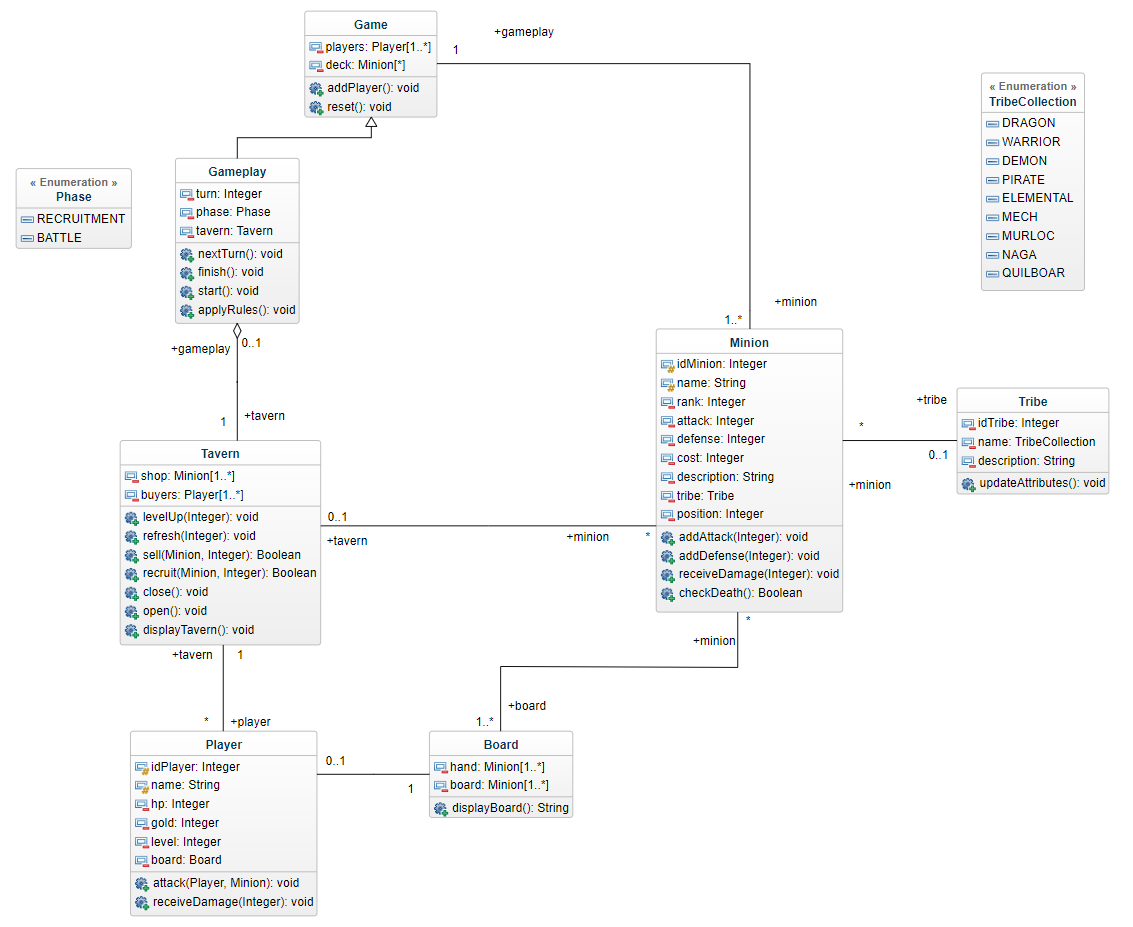 Game
players: Player[1..*]
deck: Minion[*]
addPlayer(): void
reset(): void
+gameplay
1
« Enumeration »
TribeCollection
DRAGON
WARRIOR
DEMON
PIRATE
ELEMENTAL
MECH
MURLOC
NAGA
QUILBOAR
« Enumeration »
Phase
RECRUITMENT
BATTLE
Gameplay
turn: Integer
phase: Phase
tavern: Tavern
nextTurn(): void
finish(): void
start(): void
applyRules(): void
+minion
1..*
0..1
+gameplay
+tavern
1
Minion
idMinion: Integer
name: String
rank: Integer
attack: Integer
defense: Integer
cost: Integer
description: String
tribe: Tribe
position: Integer
addAttack(Integer): void
addDefense(Integer): void
receiveDamage(Integer): void
checkDeath(): Boolean
+tribe
*
0..1
+minion
Tribe
idTribe: Integer
name: TribeCollection
description: String
updateAttributes(): void
Tavern
shop: Minion[1..*]
buyers: Player[1..*]
levelUp(Integer): void
refresh(Integer): void
sell(Minion, Integer): Boolean
recruit(Minion, Integer): Boolean
close(): void
open(): void
displayTavern(): void
0..1
+tavern
+minion
*
*
+minion
+tavern
1
+board
1..*
*
+player
Player
idPlayer: Integer
name: String
hp: Integer
gold: Integer
level: Integer
board: Board
attack(Player, Minion): void
receiveDamage(Integer): void
0..1
1
Board
hand: Minion[1..*]
board: Minion[1..*]
displayBoard(): String